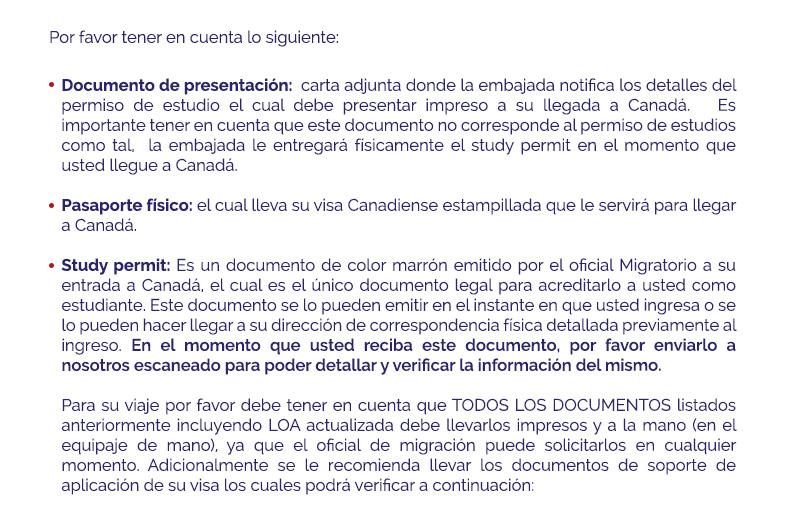 Por favor tener en cuenta lo siguiente:
• Documento de presentación: carta adjunta donde la embajada notifica los detalles del
permiso de estudio el cual debe presentar impreso a su llegada a Canadá. Es
importante tener en cuenta que este documento no corresponde al permiso de estudios
como tal, la embajada le entregará físicamente el study permit en el momento que
usted llegue a Canadá.
• Pasaporte físico: el cual lleva su visa Canadiense estampillada que le servirá para llegar
a Canadá.
• Study permit: Es un documento de color marrón emitido por el oficial Migratorio a su
entrada a Canadá, el cual es el único documento legal para acreditarlo a usted como
estudiante. Este documento se lo pueden emitir en el instante en que usted ingresa o se
lo pueden hacer llegar a su dirección de correspondencia física detallada previamente al
ingreso. En el momento que usted reciba este documento, por favor enviarlo a
nosotros escaneado para poder detallar y verificar la información del mismo.
Para su viaje por favor debe tener en cuenta que TODOS LOS DOCUMENTOS listados
anteriormente incluyendo LOA actualizada debe llevarlos impresos y a la mano (en el
equipaje de mano), ya que el oficial de migración puede solicitarlos en cualquier
momento. Adicionalmente se le recomienda llevar los documentos de soporte de
aplicación de su visa los cuales podrá verificar a continuación: